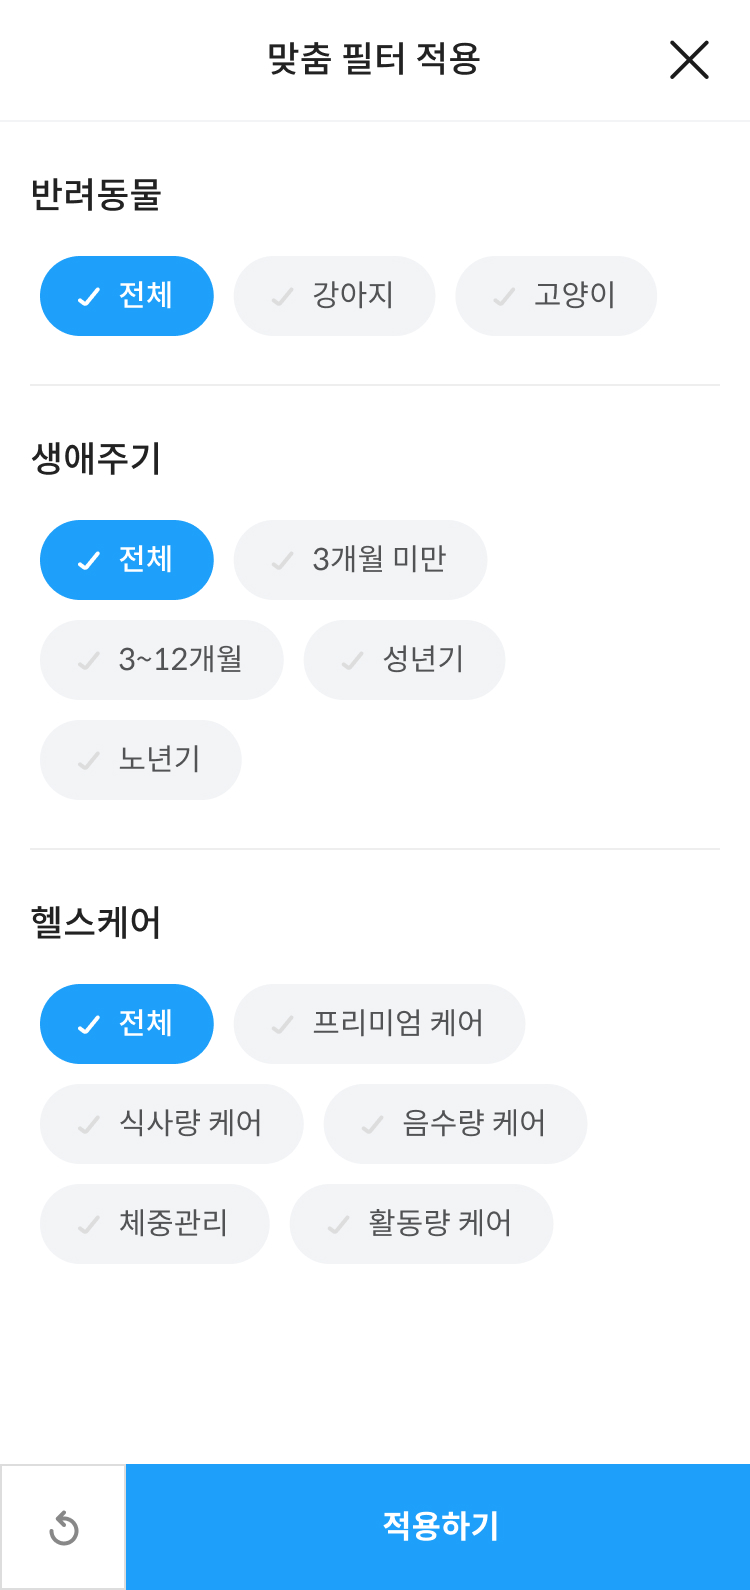 맞춤 필터 적용
반려동물
전체 강아지 고양이
생애주기
전체 3개월 미만
3~12개월 성년기
노년기
헬스케어
전체 프리미엄 케어
식사량 케어 음수량 케어
체중관리 활동량 케어
적용하기